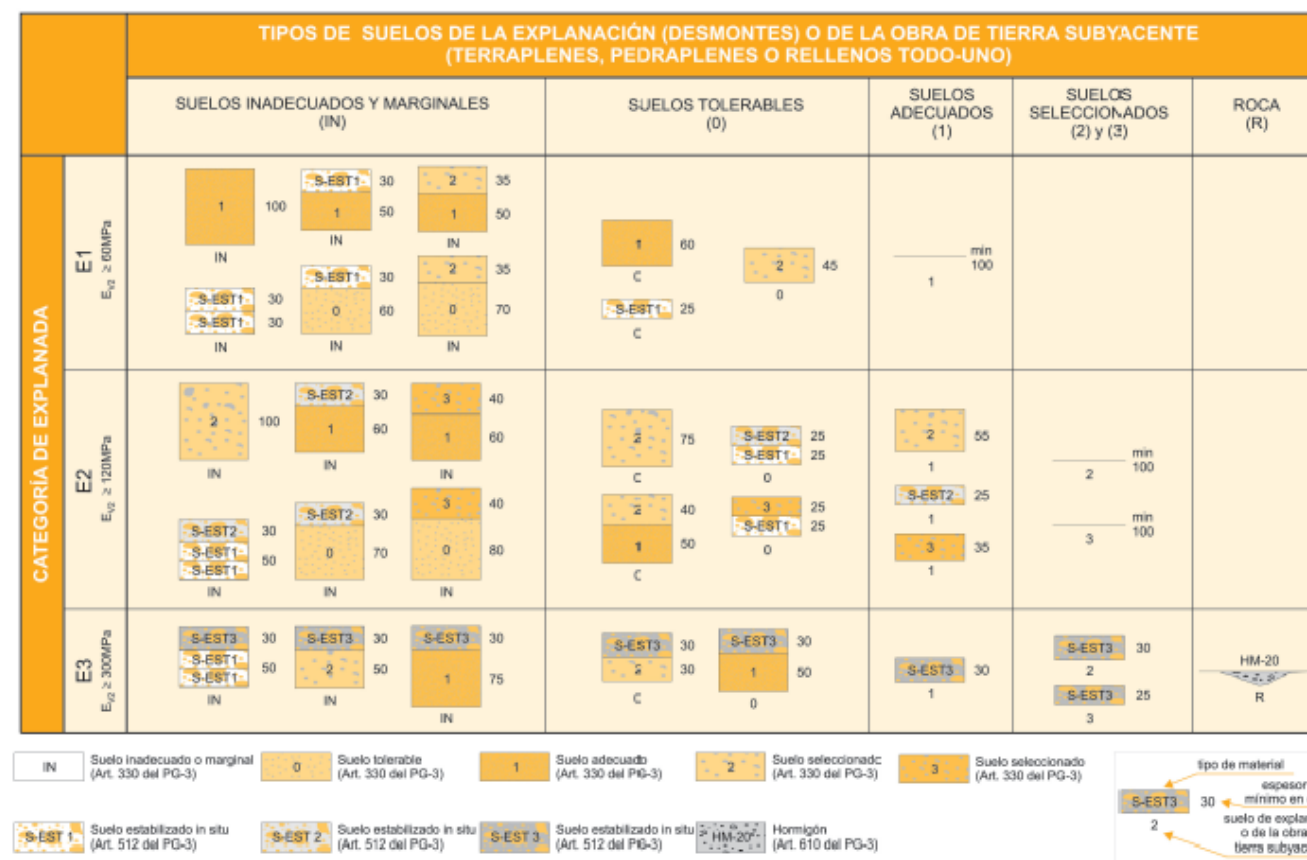 TIPOS DE SUELOS DE LA EXPLANACIÓN (DESMONTES) O DE LA OBRA DE TIERRA SUBYACENTE
(TERRAPLENES, PEDRAPLENES O RELLENOS TODO-UNO)
SUELOS INADECUADOS Y MARGINALES
(IN)
SUELOS TOLERABLES
(0)
SUELOS
ADECUADOS
(1)
SUELOS
SELECCIONADOS
(2) y (3)
ROCA
(R)
CATEGORÍA DE EXPLANADA
E1
Ev2 ≥ 60MPa
1 100
IN
S-EST1 30
1 50
IN
2 35
1 50
IN
S-EST1 30
S-EST1 30
IN
S-EST1 30
0 60
IN
2 35
0 70
IN
1 60
C
2 45
0
S-EST1 25
C
min
100
1
E2
Ev2 ≥ 120MPa
2 100
IN
S-EST2 30
1 60
IN
3 40
1 60
IN
S-EST2 30
S-EST1 50
S-EST1
IN
S-EST2 30
0 70
IN
3 40
0 80
IN
2 75
C
S-EST2 25
S-EST1 25
0
2 40
1 50
C
3 25
S-EST1 25
0
2 55
1
S-EST2 25
1
3 35
1
min
100
2
min
100
3
E3
Ev2 ≥ 300MPa
S-EST3 30
S-EST1 50
S-EST1
IN
S-EST3 30
2 50
IN
S-EST3 30
1 75
IN
S-EST3 30
2 30
C
S-EST3 30
1 50
0
S-EST3 30
1
S-EST3 30
2
S-EST3 25
3
HM-20
R
IN Suelo inadecuado o marginal
(Art. 330 del PG-3)
0 Suelo tolerable
(Art. 330 del PG-3)
1 Suelo adecuado
(Art. 330 del PG-3)
2 Suelo seleccionado
(Art. 330 del PG-3)
3 Suelo seleccionado
(Art. 330 del PG-3)
S-EST 1 Suelo estabilizado in situ
(Art. 512 del PG-3)
S-EST 2 Suelo estabilizado in situ
(Art. 512 del PG-3)
S-EST 3 Suelo estabilizado in situ
(Art. 512 del PG-3)
HM-20 Hormigón
(Art. 610 del PG-3)
tipo de material
espesor
S-EST3 30 mínimo en
suelo de expla
2 o de la obra
tierra subya